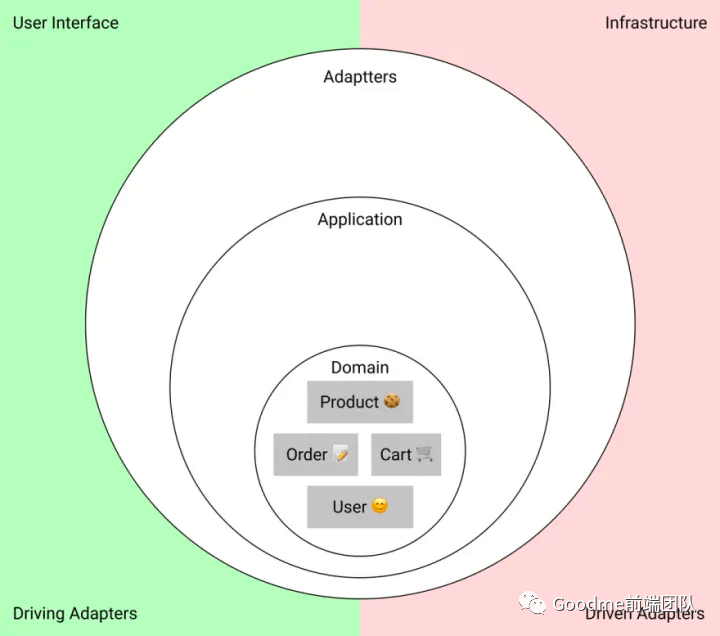 User Interface
Infrastructure
Adaptters
Application
Domain
Product
Order
Cart
User
Driving Adapters
Driven Adapters
Goodme前端团队